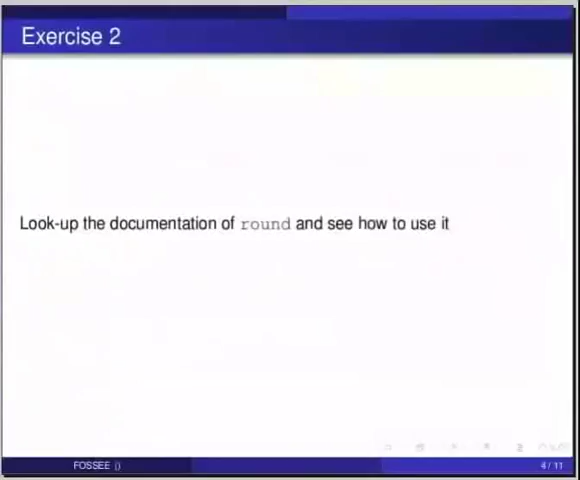 Exercise 2
Look-up the documentation of round and see how to use it
FOSSEE ()
4 / 11